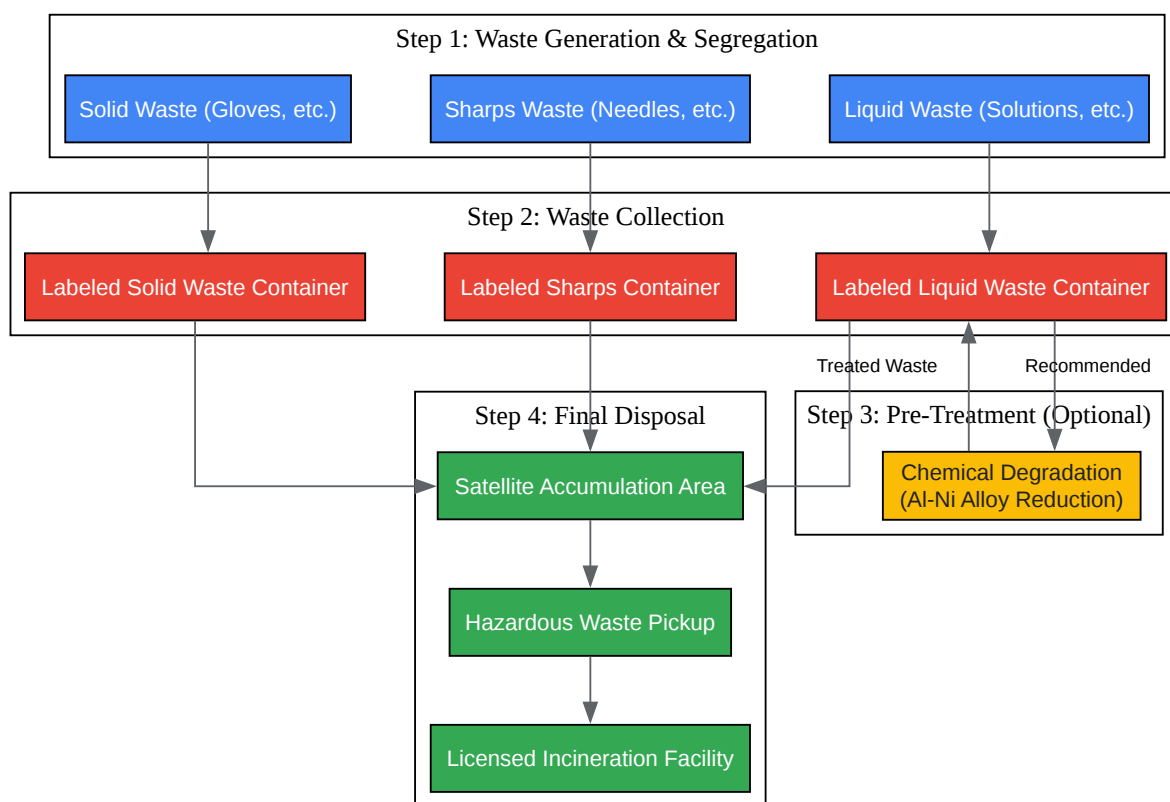 Step 1: Waste Generation & Segregation
Solid Waste (Gloves, etc.)
Sharps Waste (Needles, etc.)
Liquid Waste (Solutions, etc.)
Step 2: Waste Collection
Labeled Solid Waste Container
Labeled Sharps Container
Labeled Liquid Waste Container
Treated Waste
Recommended
Step 4: Final Disposal
Step 3: Pre-Treatment (Optional)
Satellite Accumulation Area
Chemical Degradation
(Al-Ni Alloy Reduction)
Hazardous Waste Pickup
Licensed Incineration Facility